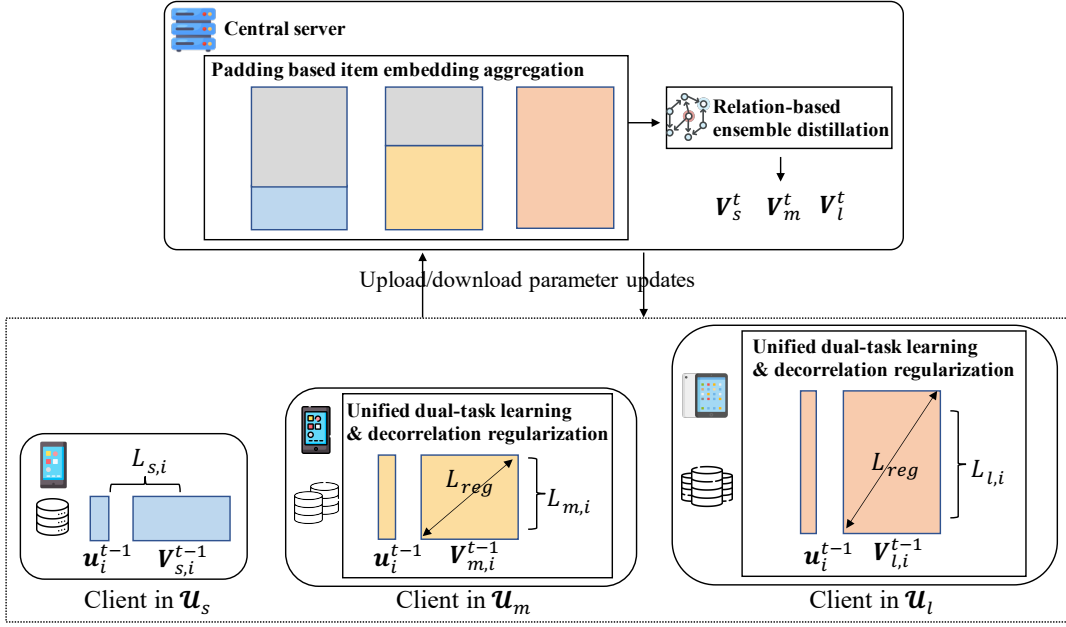 Central server
Padding based item embedding aggregation
Relation-based
ensemble distillation
𝑽_s^t 𝑽_m^t 𝑽_l^t
Upload/download parameter updates
Unified dual-task learning
& decorrelation regularization
L_reg
L_{l,i}
𝒖_i^{t−1} 𝑽_{l,i}^{t−1}
Client in 𝓤_l
Unified dual-task learning
& decorrelation regularization
L_reg
L_{m,i}
𝒖_i^{t−1} 𝑽_{m,i}^{t−1}
Client in 𝓤_m
L_{s,i}
𝒖_i^{t−1} 𝑽_{s,i}^{t−1}
Client in 𝓤_s